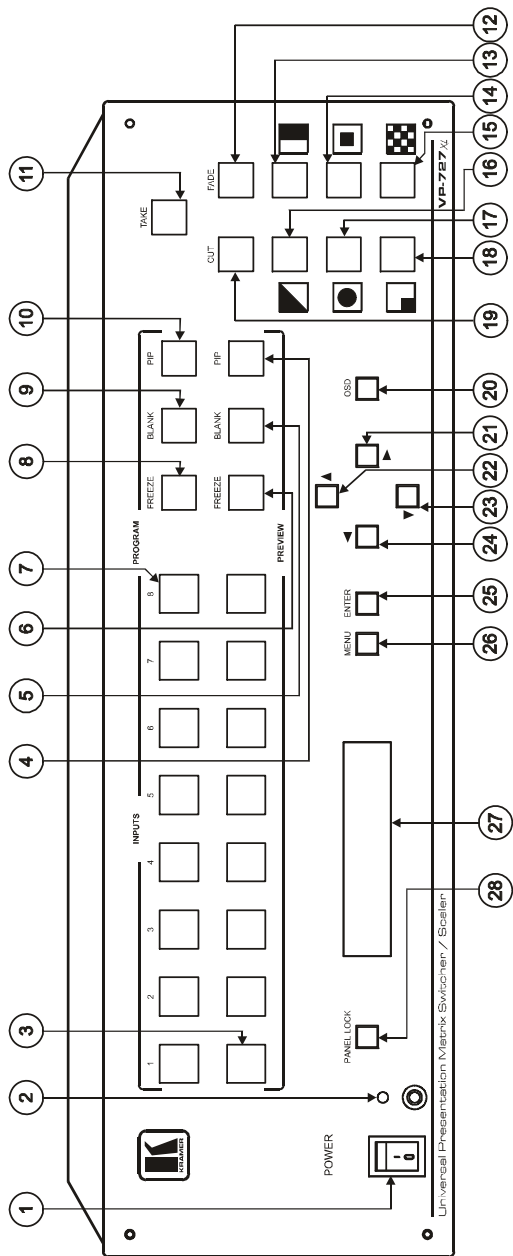 1 2 3 4 5 6 7 8 9 10 11
INPUTS PROGRAM
1 2 3 4 5 6 7 8 FREEZE BLANK PIP
TAKE
FREEZE BLANK PIP
PREVIEW
CUT FADE
K
KRAMER
POWER
I O
PANEL LOCK
MENU ENTER
OSD
Universal Presentation Matrix Switcher / Scaler
VP-727XL
12
13
14
15
16
17
18
19
20
21
22
23
24
25
26
27
28